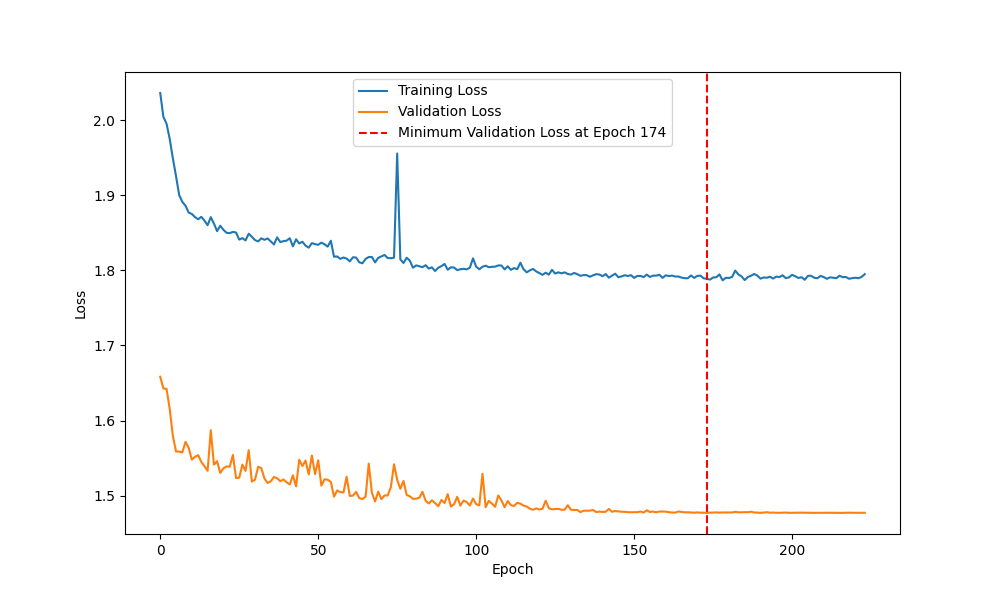 Training Loss
Validation Loss
Minimum Validation Loss at Epoch 174
2.0
1.9
1.8
1.7
1.6
1.5
Loss
0 50 100 150 200
Epoch